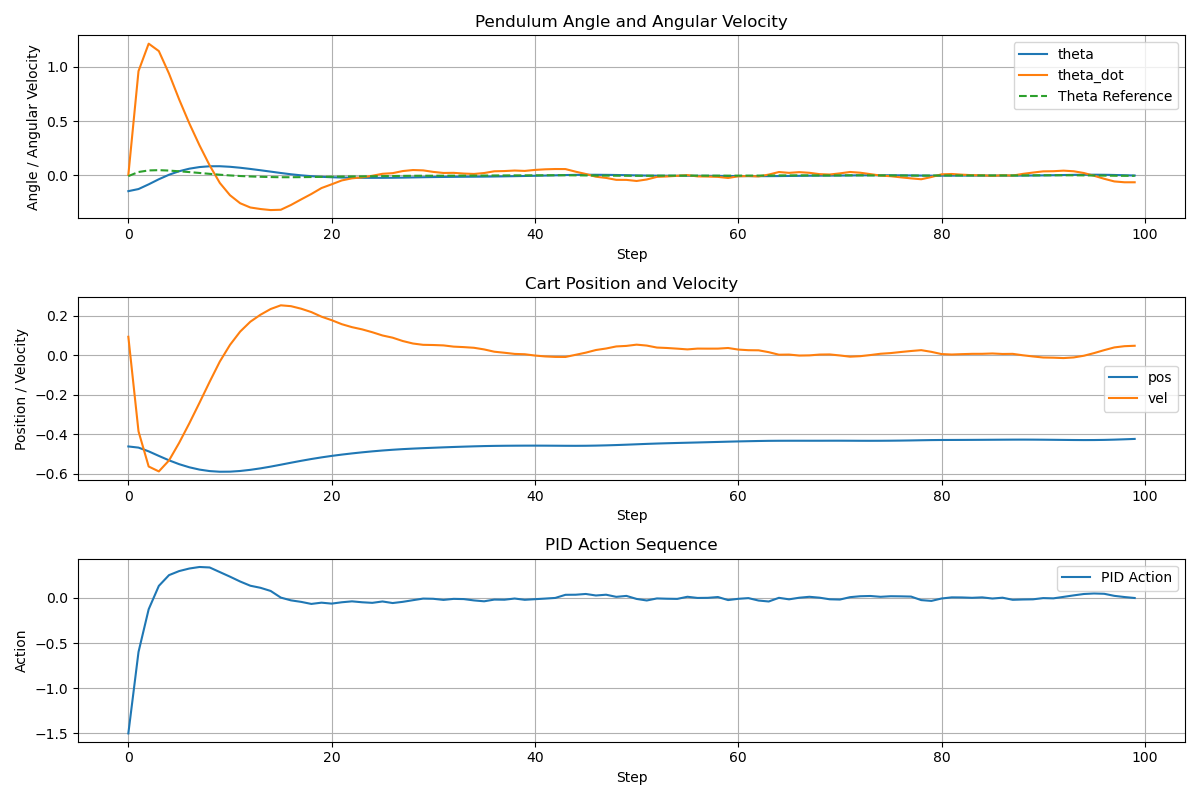 Pendulum Angle and Angular Velocity
Angle / Angular Velocity
1.0
0.5
0.0
theta
theta_dot
Theta Reference
0 20 40 60 80 100
Step
Cart Position and Velocity
Position / Velocity
0.2
0.0
−0.2
−0.4
−0.6
pos
vel
0 20 40 60 80 100
Step
PID Action Sequence
Action
0.0
−0.5
−1.0
−1.5
PID Action
0 20 40 60 80 100
Step